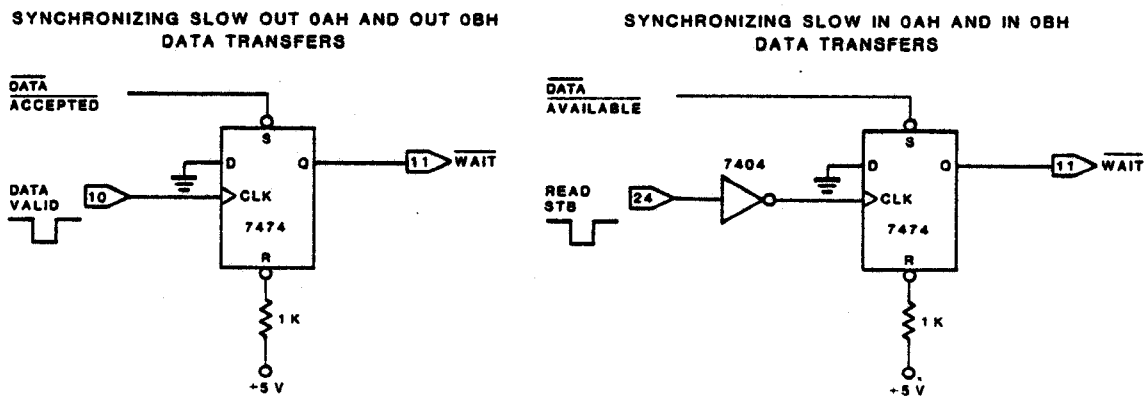 SYNCHRONIZING SLOW OUT 0AH AND OUT 0BH
DATA TRANSFERS
DATA
ACCEPTED
S
D
Q
11
WAIT
DATA
VALID
10
CLK
7474
R
1 K
+5 V
SYNCHRONIZING SLOW IN 0AH AND IN 0BH
DATA TRANSFERS
DATA
AVAILABLE
S
7404
D
Q
11
WAIT
READ
STB
24
CLK
7474
R
1 K
+5 V